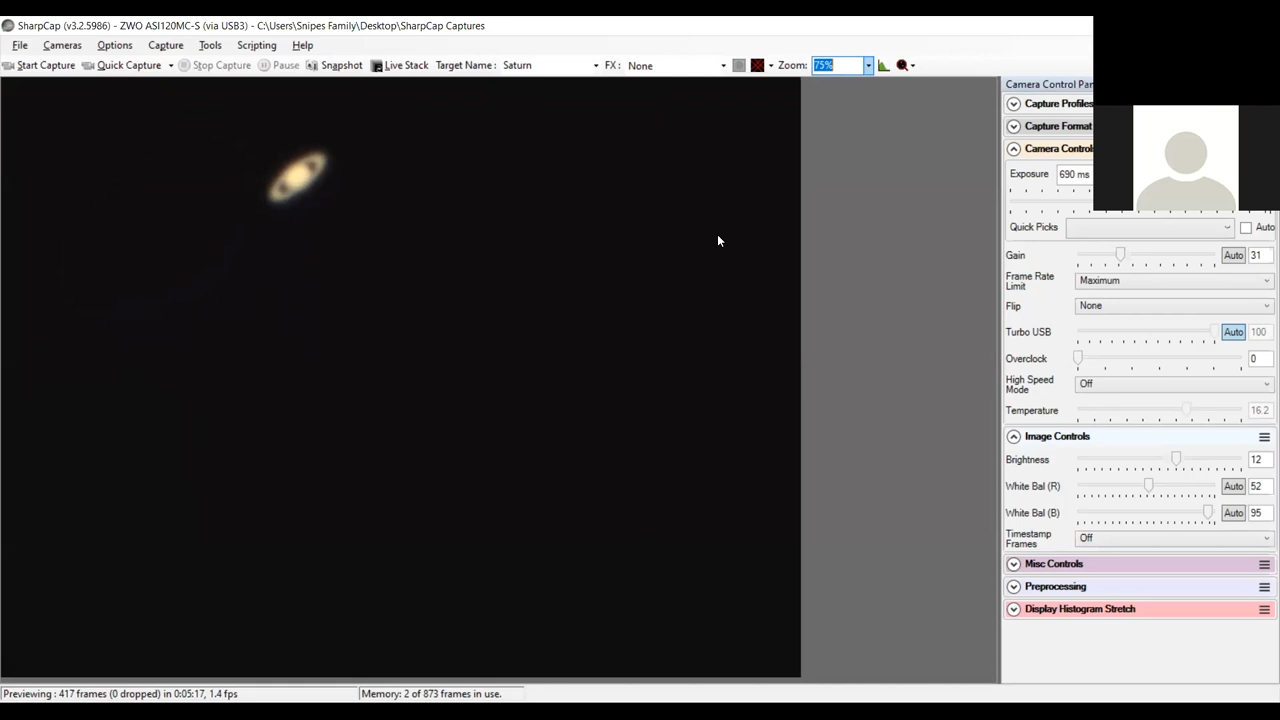 SharpCap (v3.2.5986) - ZWO ASI120MC-S (via USB3) - C:\Users\Snipes Family\Desktop\SharpCap Captures
File Cameras Options Capture Tools Scripting Help
Start Capture Quick Capture Stop Capture Pause Snapshot Live Stack Target Name : Saturn FX : None Zoom: 75%
Camera Control Pan
Capture Profiles
Capture Format
Camera Controls
Exposure 690 ms
Quick Picks Auto
Gain Auto 31
Frame Rate Limit Maximum
Flip None
Turbo USB Auto 100
Overclock 0
High Speed Mode Off
Temperature 16.2
Image Controls
Brightness 12
White Bal (R) Auto 52
White Bal (B) Auto 95
Timestamp Frames Off
Misc Controls
Preprocessing
Display Histogram Stretch
Previewing : 417 frames (0 dropped) in 0:05:17, 1.4 fps Memory: 2 of 873 frames in use.